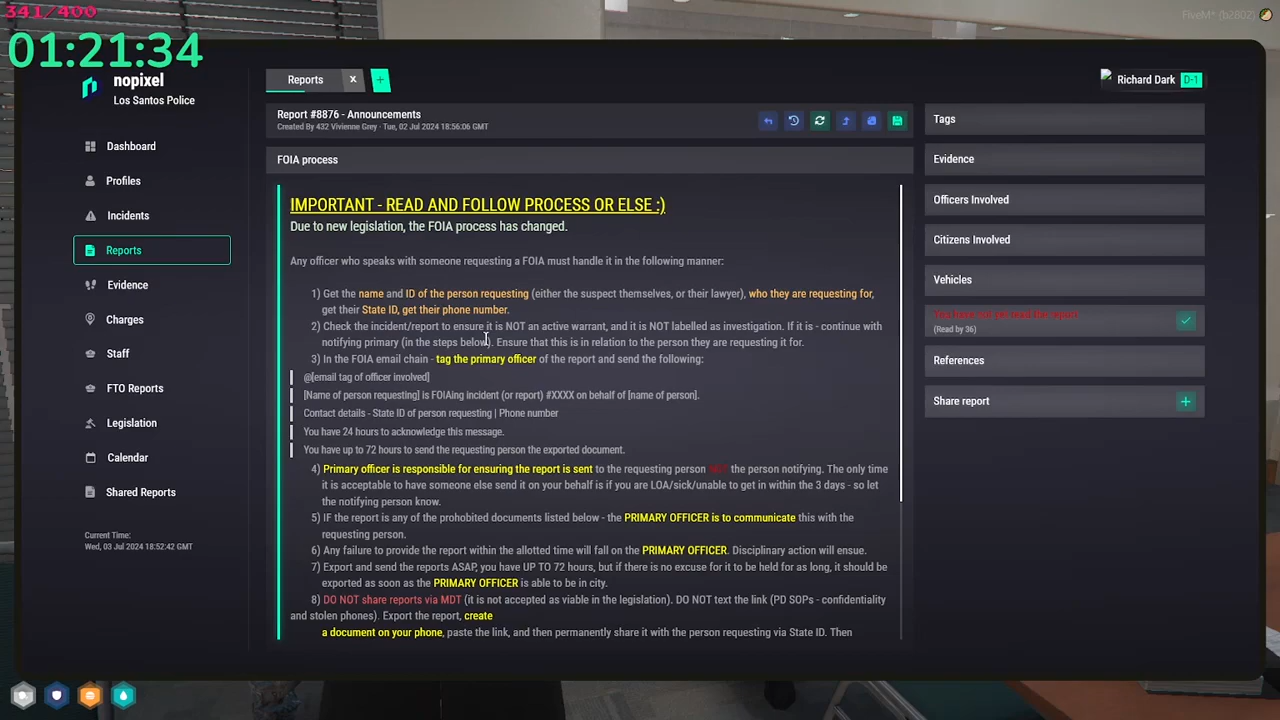 341/400
FiveM* (b2802)
01:21:34
nopixel
Los Santos Police
Dashboard
Profiles
Incidents
Reports
Evidence
Charges
Staff
FTO Reports
Legislation
Calendar
Shared Reports
Current Time:
Wed, 03 Jul 2024 18:52:42 GMT
Reports x +
Richard Dark D-1
Report #8876 - Announcements
Created By 432 Vivienne Grey · Tue, 02 Jul 2024 18:56:06 GMT
FOIA process
IMPORTANT - READ AND FOLLOW PROCESS OR ELSE :)
Due to new legislation, the FOIA process has changed.
Any officer who speaks with someone requesting a FOIA must handle it in the following manner:
1) Get the name and ID of the person requesting (either the suspect themselves, or their lawyer), who they are requesting for,
get their State ID, get their phone number.
2) Check the incident/report to ensure it is NOT an active warrant, and it is NOT labelled as investigation. If it is - continue with
notifying primary (in the steps below). Ensure that this is in relation to the person they are requesting it for.
3) In the FOIA email chain - tag the primary officer of the report and send the following:
@[email tag of officer involved]
[Name of person requesting] is FOIAing incident (or report) #XXXX on behalf of [name of person].
Contact details - State ID of person requesting | Phone number
You have 24 hours to acknowledge this message.
You have up to 72 hours to send the requesting person the exported document.
4) Primary officer is responsible for ensuring the report is sent to the requesting person NOT the person notifying. The only time
it is acceptable to have someone else send it on your behalf is if you are LOA/sick/unable to get in within the 3 days - so let
the notifying person know.
5) IF the report is any of the prohobited documents listed below - the PRIMARY OFFICER is to communicate this with the
requesting person.
6) Any failure to provide the report within the allotted time will fall on the PRIMARY OFFICER. Disciplinary action will ensue.
7) Export and send the reports ASAP, you have UP TO 72 hours, but if there is no excuse for it to be held for as long, it should be
exported as soon as the PRIMARY OFFICER is able to be in city.
8) DO NOT share reports via MDT (it is not accepted as viable in the legislation). DO NOT text the link (PD SOPs - confidentiality
and stolen phones). Export the report, create
a document on your phone, paste the link, and then permanently share it with the person requesting via State ID. Then
Tags
Evidence
Officers Involved
Citizens Involved
Vehicles
You have not yet read the report
(Read by 36)
References
Share report +